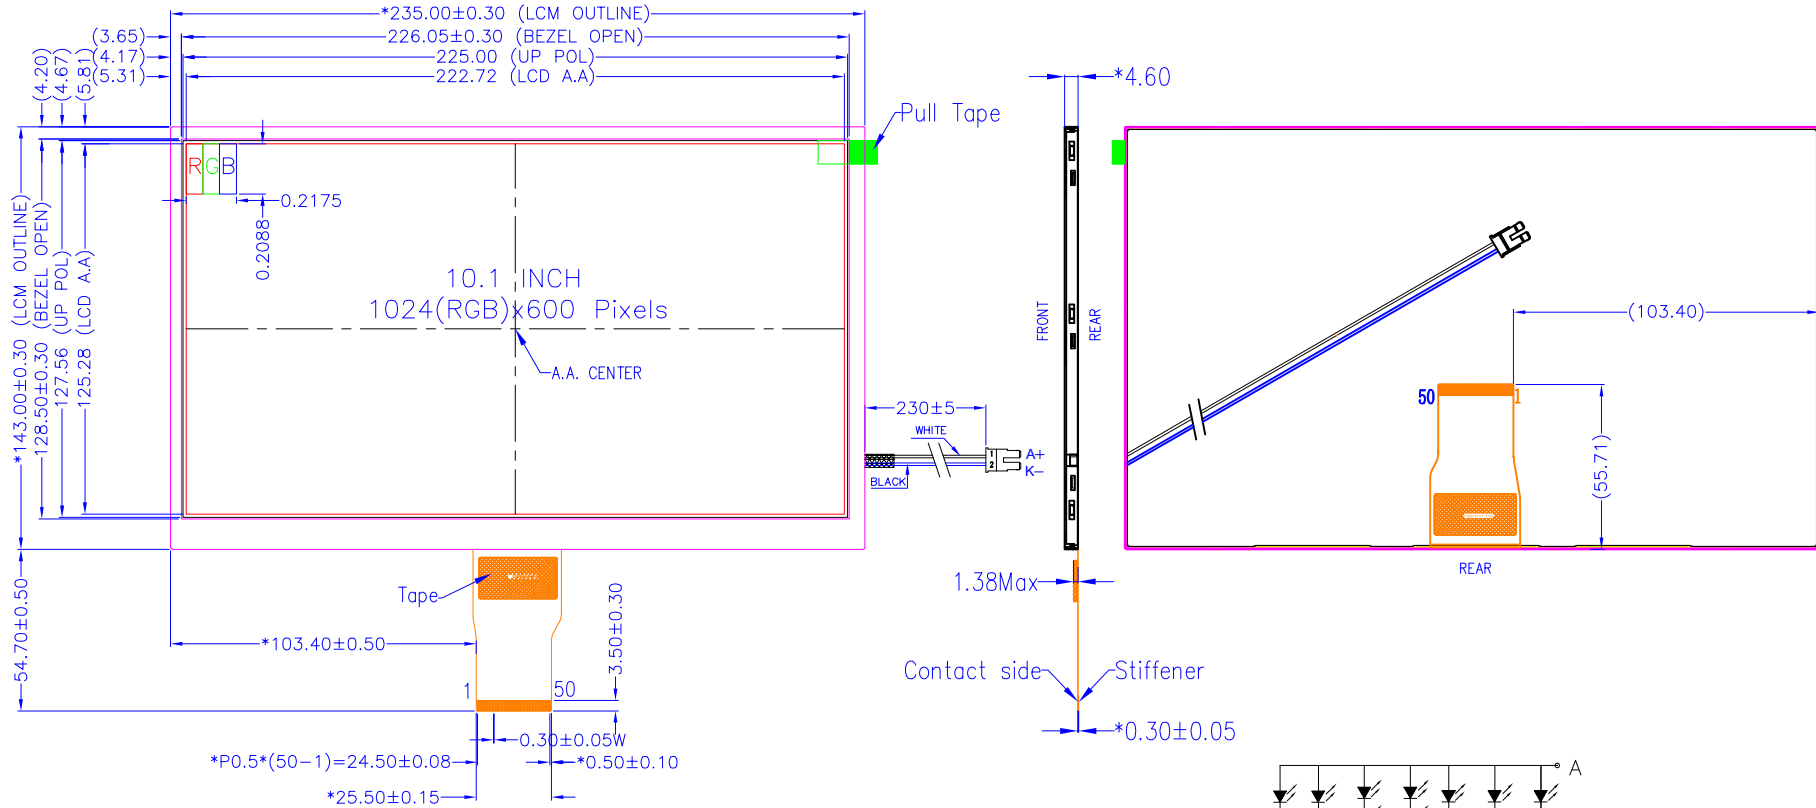 *235.00±0.30 (LCM OUTLINE)
(3.65)
226.05±0.30 (BEZEL OPEN)
(4.17)
225.00 (UP POL)
(5.31)
222.72 (LCD A.A)
(4.20)
(4.67)
(5.81)
*143.00±0.30 (LCM OUTLINE)
128.50±0.30 (BEZEL OPEN)
127.56 (UP POL)
125.28 (LCD A.A)
R G B
0.2175
0.2088
10.1 INCH
1024(RGB)x600 Pixels
A.A. CENTER
Pull Tape
230±5
WHITE
BLACK
1
2
A+
K-
54.70±0.50
Tape
*103.40±0.50
3.50±0.30
1
50
0.30±0.05W
*P0.5*(50-1)=24.50±0.08
*0.50±0.10
*25.50±0.15
*4.60
FRONT
REAR
1.38Max
Contact side
Stiffener
*0.30±0.05
(103.40)
50
1
(55.71)
REAR
A